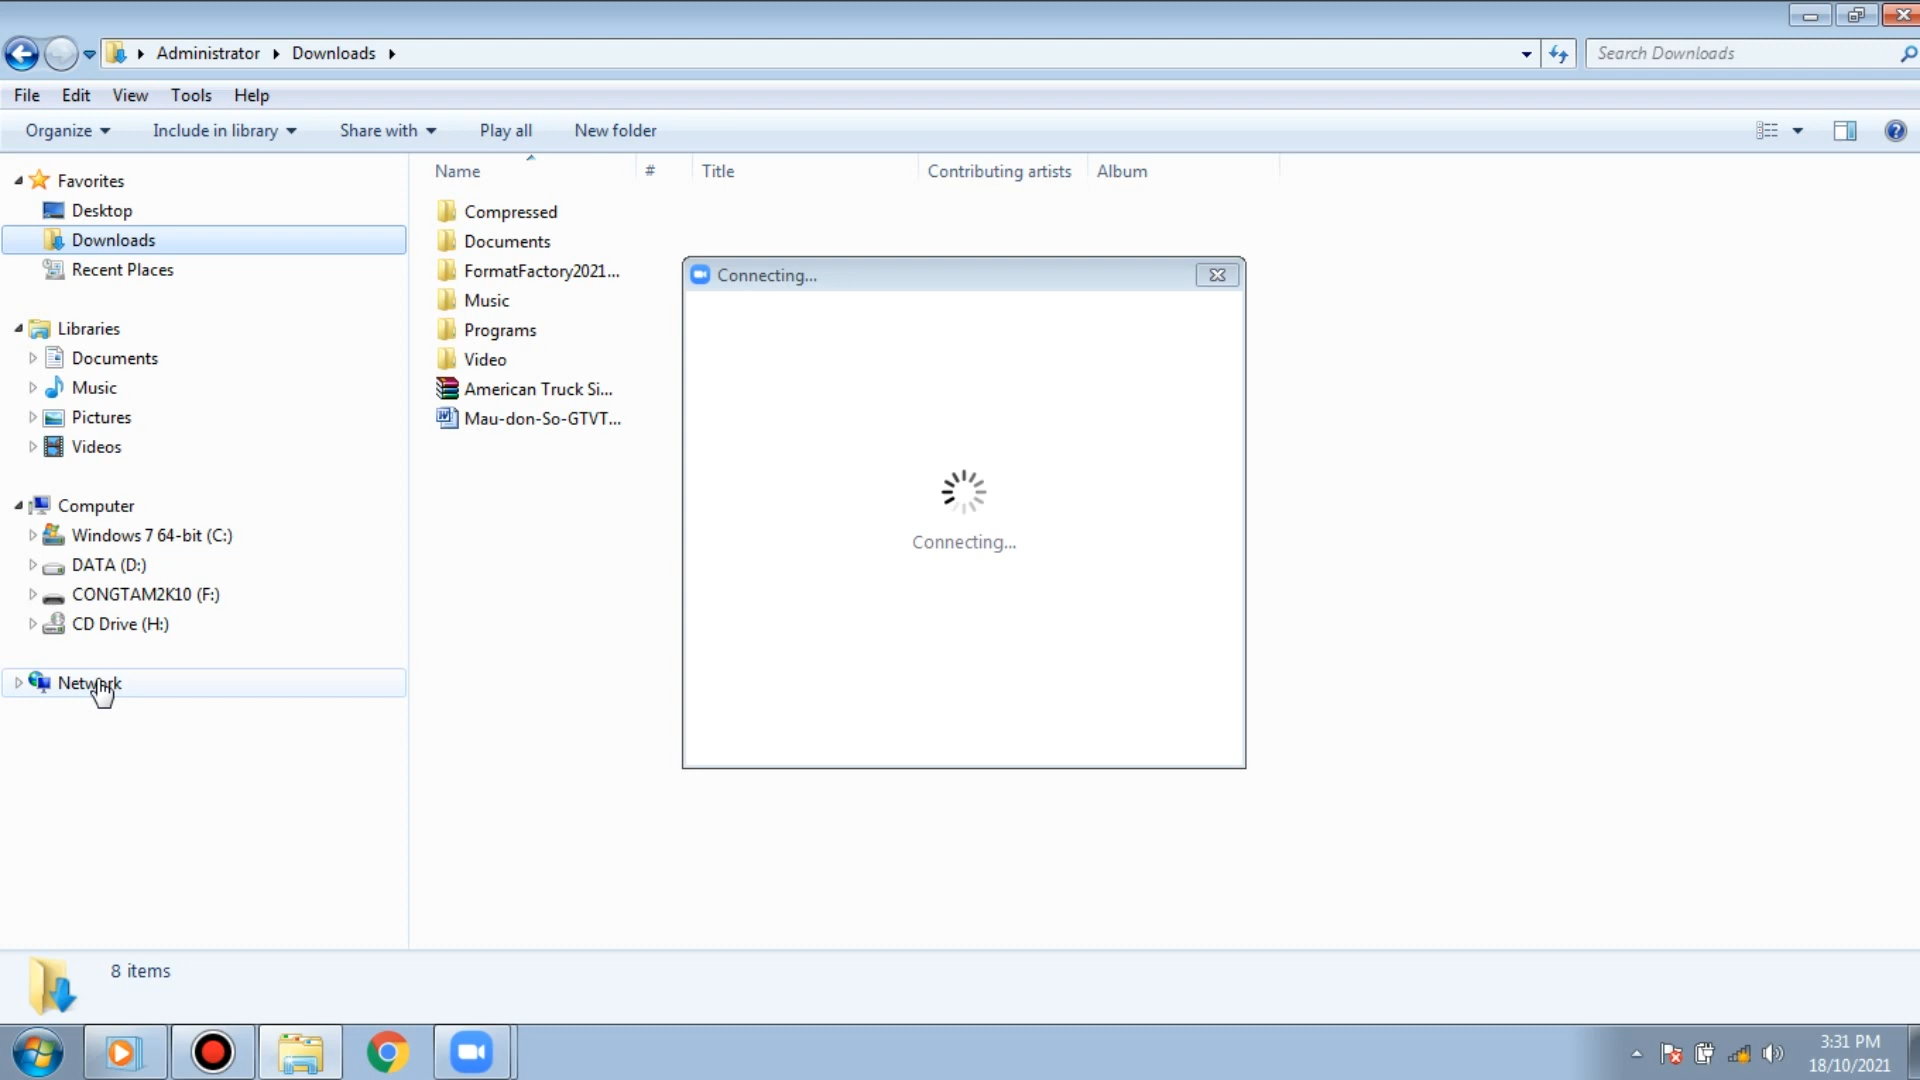 Administrator Downloads
Search Downloads
File Edit View Tools Help
Organize Include in library Share with Play all New folder
Name # Title Contributing artists Album
Favorites
Desktop
Downloads
Recent Places
Libraries
Documents
Music
Pictures
Videos
Computer
Windows 7 64-bit (C:)
DATA (D:)
CONGTAM2K10 (F:)
CD Drive (H:)
Network
Compressed
Documents
FormatFactory2021...
Music
Programs
Video
American Truck Si...
Mau-don-So-GTVT...
Connecting...
Connecting...
8 items
3:31 PM
18/10/2021